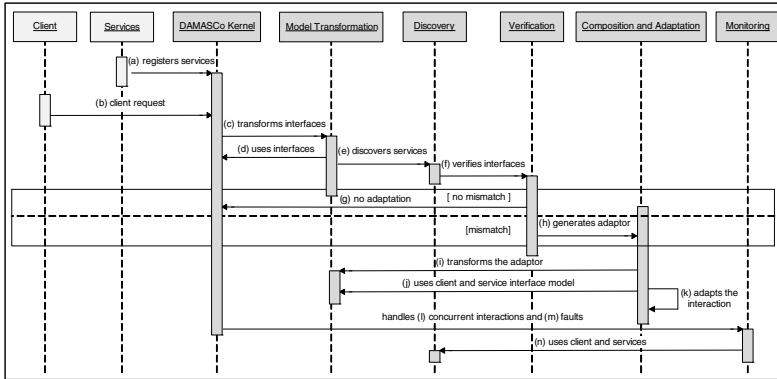 Client
Services
DAMASCo Kernel
Model Transformation
Discovery
Verification
Composition and Adaptation
Monitoring
(a) registers services
(b) client request
(c) transforms interfaces
(d) uses interfaces
(e) discovers services
(f) verifies interfaces
(g) no adaptation
[ no mismatch ]
[mismatch]
(h) generates adaptor
(i) transforms the adaptor
(j) uses client and service interface model
(k) adapts the
interaction
handles (l) concurrent interactions and (m) faults
(n) uses client and services